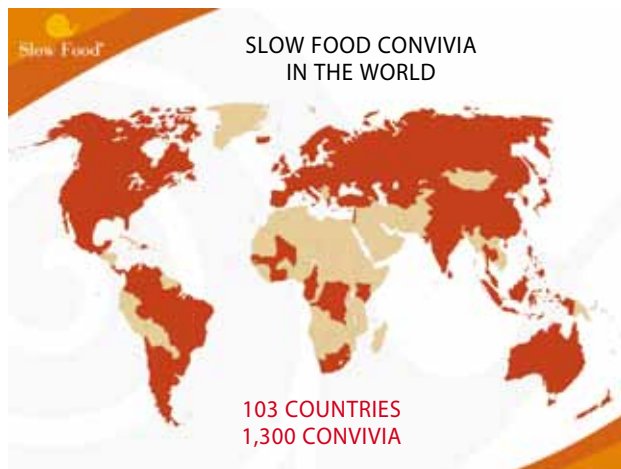 Slow Food®
SLOW FOOD CONVIVIA
IN THE WORLD
103 COUNTRIES
1,300 CONVIVIA